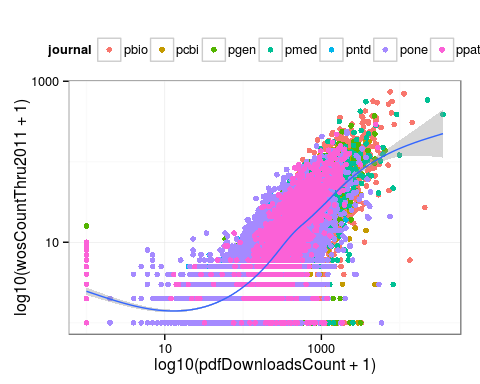 journal pbio pcbi pgen pmed pntd pone ppat
1000
10
log10(wosCountThru2011 + 1)
10 1000
log10(pdfDownloadsCount + 1)